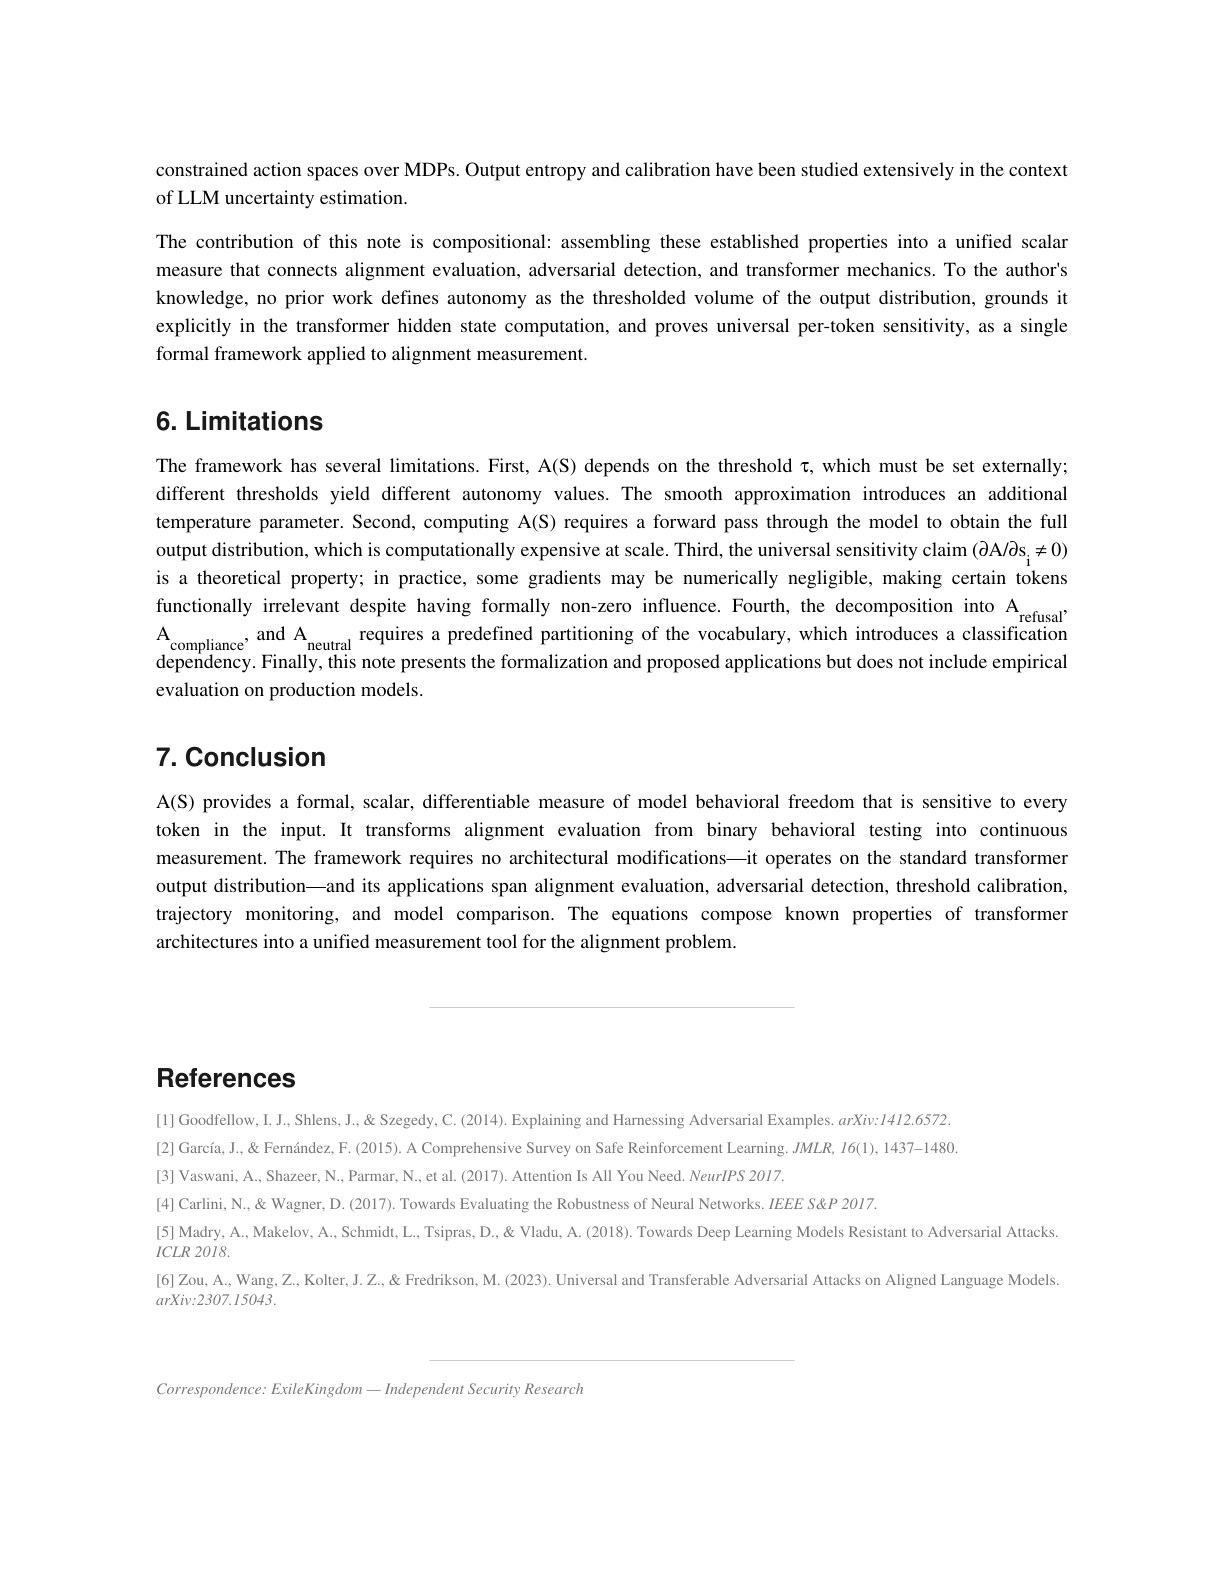 constrained action spaces over MDPs. Output entropy and calibration have been studied extensively in the context
of LLM uncertainty estimation.
The contribution of this note is compositional: assembling these established properties into a unified scalar
measure that connects alignment evaluation, adversarial detection, and transformer mechanics. To the author's
knowledge, no prior work defines autonomy as the thresholded volume of the output distribution, grounds it
explicitly in the transformer hidden state computation, and proves universal per-token sensitivity, as a single
formal framework applied to alignment measurement.
6. Limitations
The framework has several limitations. First, A(S) depends on the threshold τ, which must be set externally;
different thresholds yield different autonomy values. The smooth approximation introduces an additional
temperature parameter. Second, computing A(S) requires a forward pass through the model to obtain the full
output distribution, which is computationally expensive at scale. Third, the universal sensitivity claim (∂A/∂s_i ≠ 0)
is a theoretical property; in practice, some gradients may be numerically negligible, making certain tokens
functionally irrelevant despite having formally non-zero influence. Fourth, the decomposition into A_refusal,
A_compliance, and A_neutral requires a predefined partitioning of the vocabulary, which introduces a classification
dependency. Finally, this note presents the formalization and proposed applications but does not include empirical
evaluation on production models.
7. Conclusion
A(S) provides a formal, scalar, differentiable measure of model behavioral freedom that is sensitive to every
token in the input. It transforms alignment evaluation from binary behavioral testing into continuous
measurement. The framework requires no architectural modifications—it operates on the standard transformer
output distribution—and its applications span alignment evaluation, adversarial detection, threshold calibration,
trajectory monitoring, and model comparison. The equations compose known properties of transformer
architectures into a unified measurement tool for the alignment problem.
References
[1] Goodfellow, I. J., Shlens, J., & Szegedy, C. (2014). Explaining and Harnessing Adversarial Examples. arXiv:1412.6572.
[2] García, J., & Fernández, F. (2015). A Comprehensive Survey on Safe Reinforcement Learning. JMLR, 16(1), 1437–1480.
[3] Vaswani, A., Shazeer, N., Parmar, N., et al. (2017). Attention Is All You Need. NeurIPS 2017.
[4] Carlini, N., & Wagner, D. (2017). Towards Evaluating the Robustness of Neural Networks. IEEE S&P 2017.
[5] Madry, A., Makelov, A., Schmidt, L., Tsipras, D., & Vladu, A. (2018). Towards Deep Learning Models Resistant to Adversarial Attacks.
ICLR 2018.
[6] Zou, A., Wang, Z., Kolter, J. Z., & Fredrikson, M. (2023). Universal and Transferable Adversarial Attacks on Aligned Language Models.
arXiv:2307.15043.
Correspondence: ExileKingdom — Independent Security Research